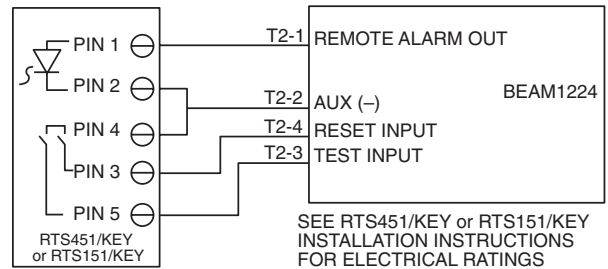 PIN 1
PIN 2
PIN 4
PIN 3
PIN 5
RTS451/KEY
or RTS151/KEY
T2-1 REMOTE ALARM OUT
BEAM1224
T2-2 AUX (–)
T2-4 RESET INPUT
T2-3 TEST INPUT
SEE RTS451/KEY or RTS151/KEY
INSTALLATION INSTRUCTIONS
FOR ELECTRICAL RATINGS